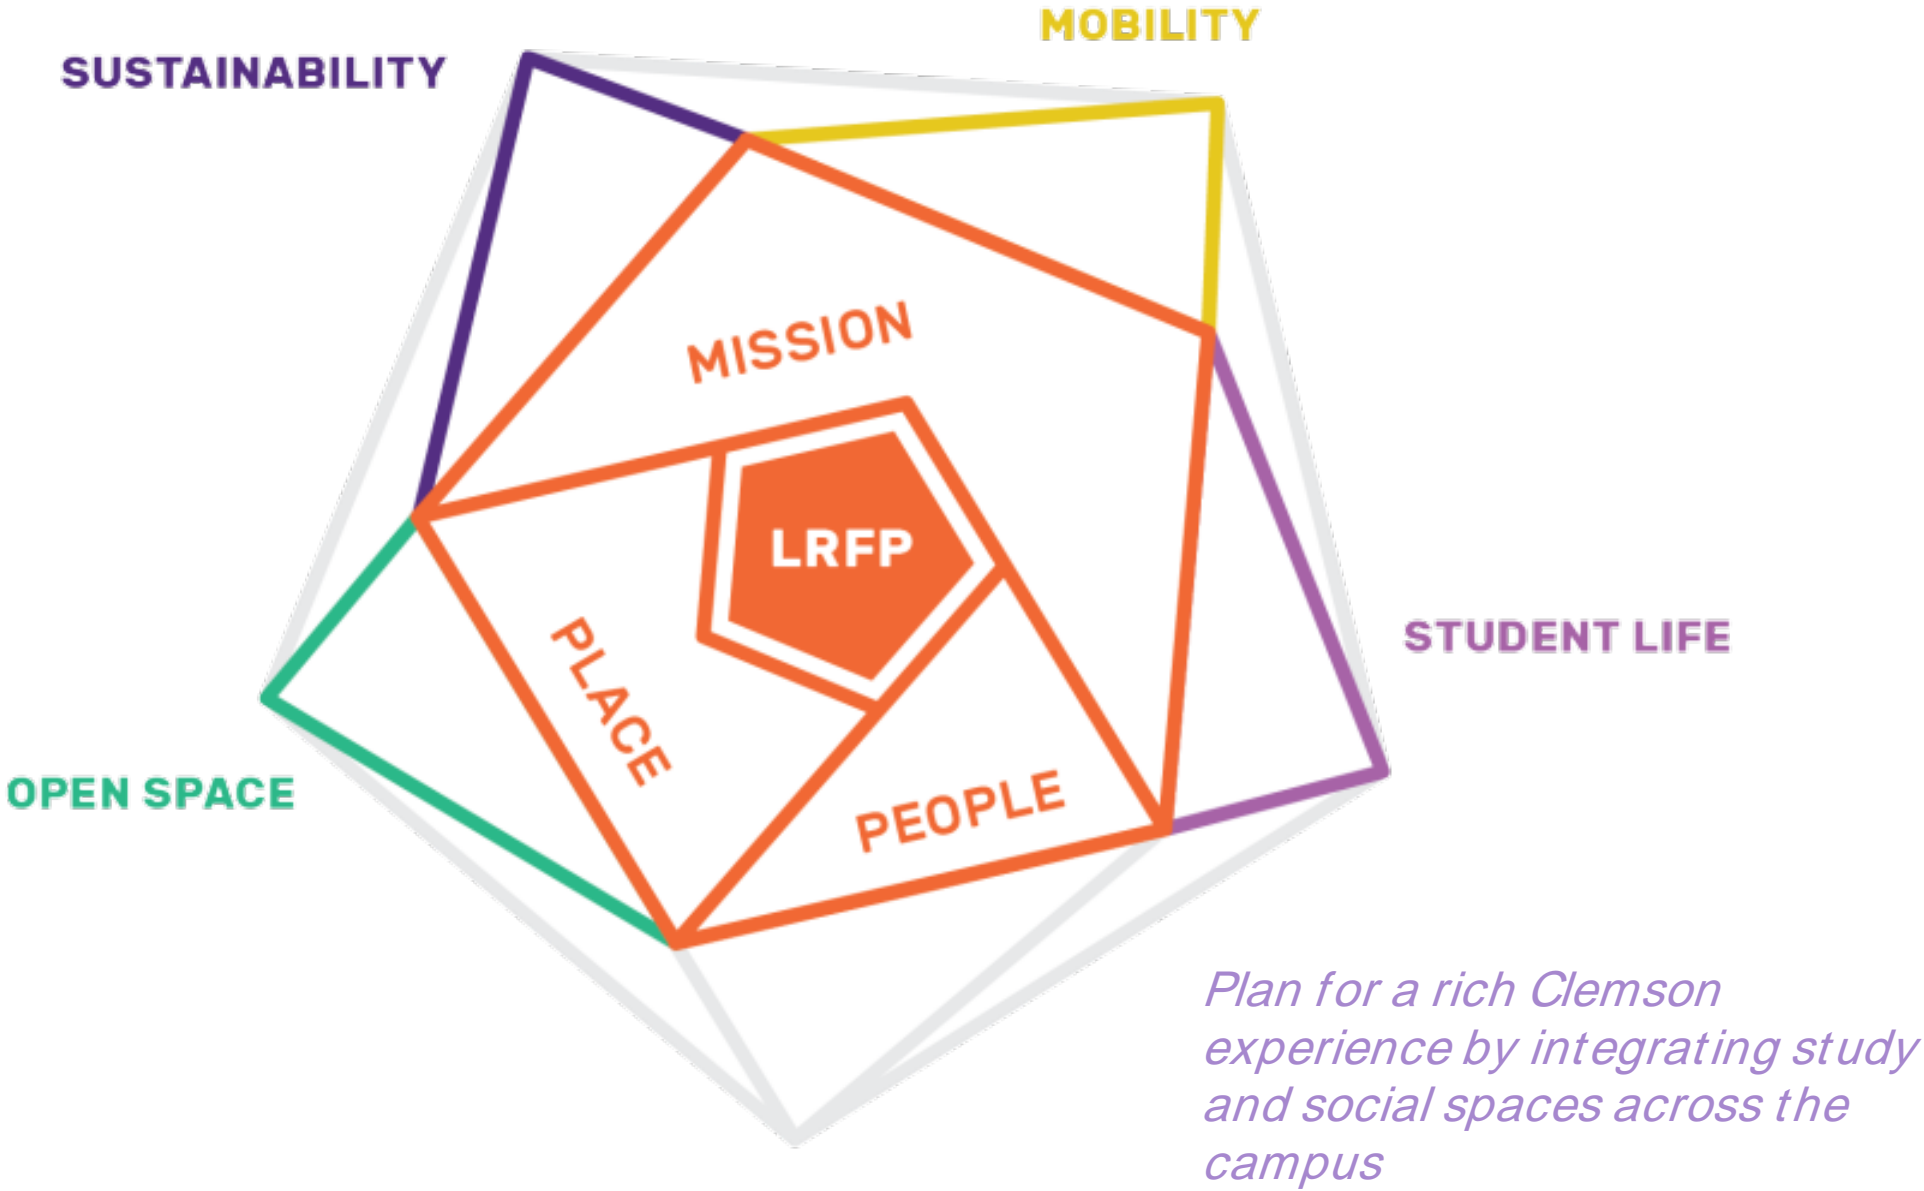 MOBILITY
SUSTAINABILITY
MISSION
LRFP
PLACE
STUDENT LIFE
OPEN SPACE
PEOPLE
Plan for a rich Clemson
experience by integrating study
and social spaces across the
campus